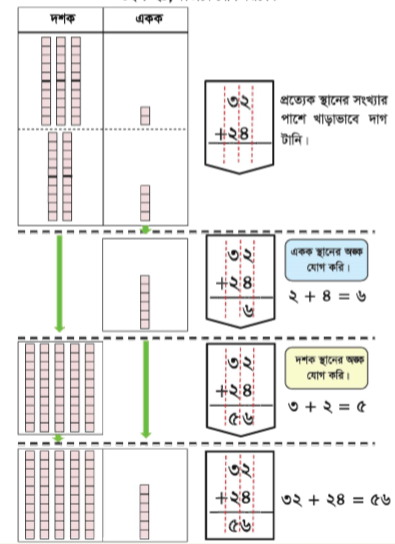 দশক একক
৩২
+২৪
প্রত্যেক স্থানের সংখ্যার
পাশে খাড়াভাবে দাগ
টানি।
৩২
+২৪
৬
একক স্থানের অঙ্ক
যোগ করি।
২ + ৪ = ৬
৩২
+২৪
৫৬
দশক স্থানের অঙ্ক
যোগ করি।
৩ + ২ = ৫
৩২
+২৪
৫৬
৩২ + ২৪ = ৫৬